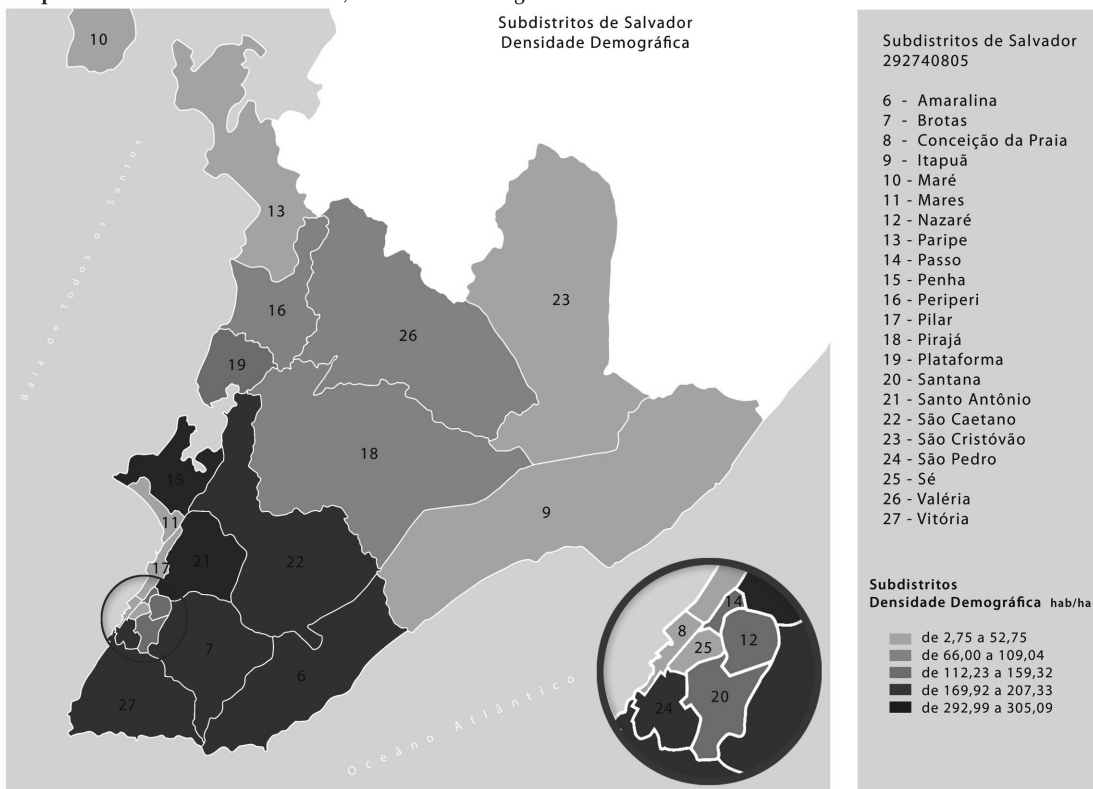 Subdistritos de Salvador
Densidade Demográfica
10
13
16
26
23
19
18
15
9
11
21
22
17
7
6
27
Baia de Todos os Santos
Oceâno Atlântico
14
8
12
25
20
24
Subdistritos de Salvador
292740805
6 - Amaralina
7 - Brotas
8 - Conceição da Praia
9 - Itapuã
10 - Maré
11 - Mares
12 - Nazaré
13 - Paripe
14 - Passo
15 - Penha
16 - Periperi
17 - Pilar
18 - Pirajá
19 - Plataforma
20 - Santana
21 - Santo Antônio
22 - São Caetano
23 - São Cristóvão
24 - São Pedro
25 - Sé
26 - Valéria
27 - Vitória
Subdistritos
Densidade Demográfica hab/ha
de 2,75 a 52,75
de 66,00 a 109,04
de 112,23 a 159,32
de 169,92 a 207,33
de 292,99 a 305,09